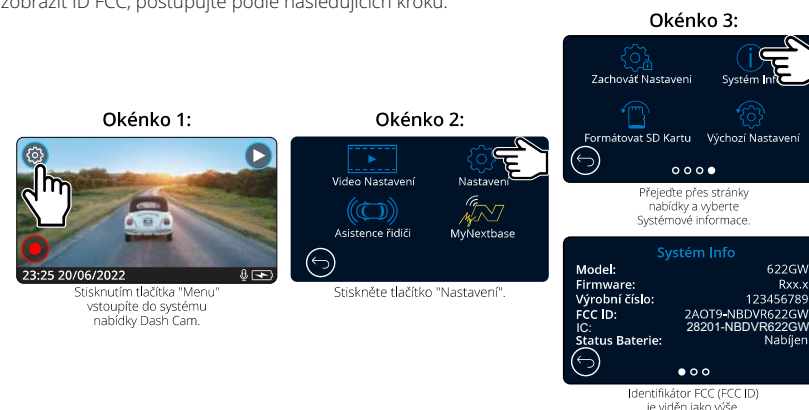 zobrazit ID FCC, postupujte podle následujících kroků.
Okénko 1:
23:25 20/06/2022
Stisknutím tlačítka "Menu"
vstoupíte do systému
nabídky Dash Cam.
Okénko 2:
Video Nastavení
Nastavení
Asistence řidiči
MyNextbase
Stiskněte tlačítko "Nastavení".
Okénko 3:
Zachovát Nastaveni
Systém
Formátovat SD Kartu
Výchozí Nastavení
Přejeďte přes stránky
nabídky a vyberte
Systémové informace.
Systém Info
Model: 622GW
Firmware: Rxx.x
Výrobní číslo: 123456789
FCC ID: 2AOT9-NBDVR622GW
IC: 28201-NBDVR622GW
Status Baterie: Nabíjen
Identifikátor FCC (FCC ID)
je viděn jako výše